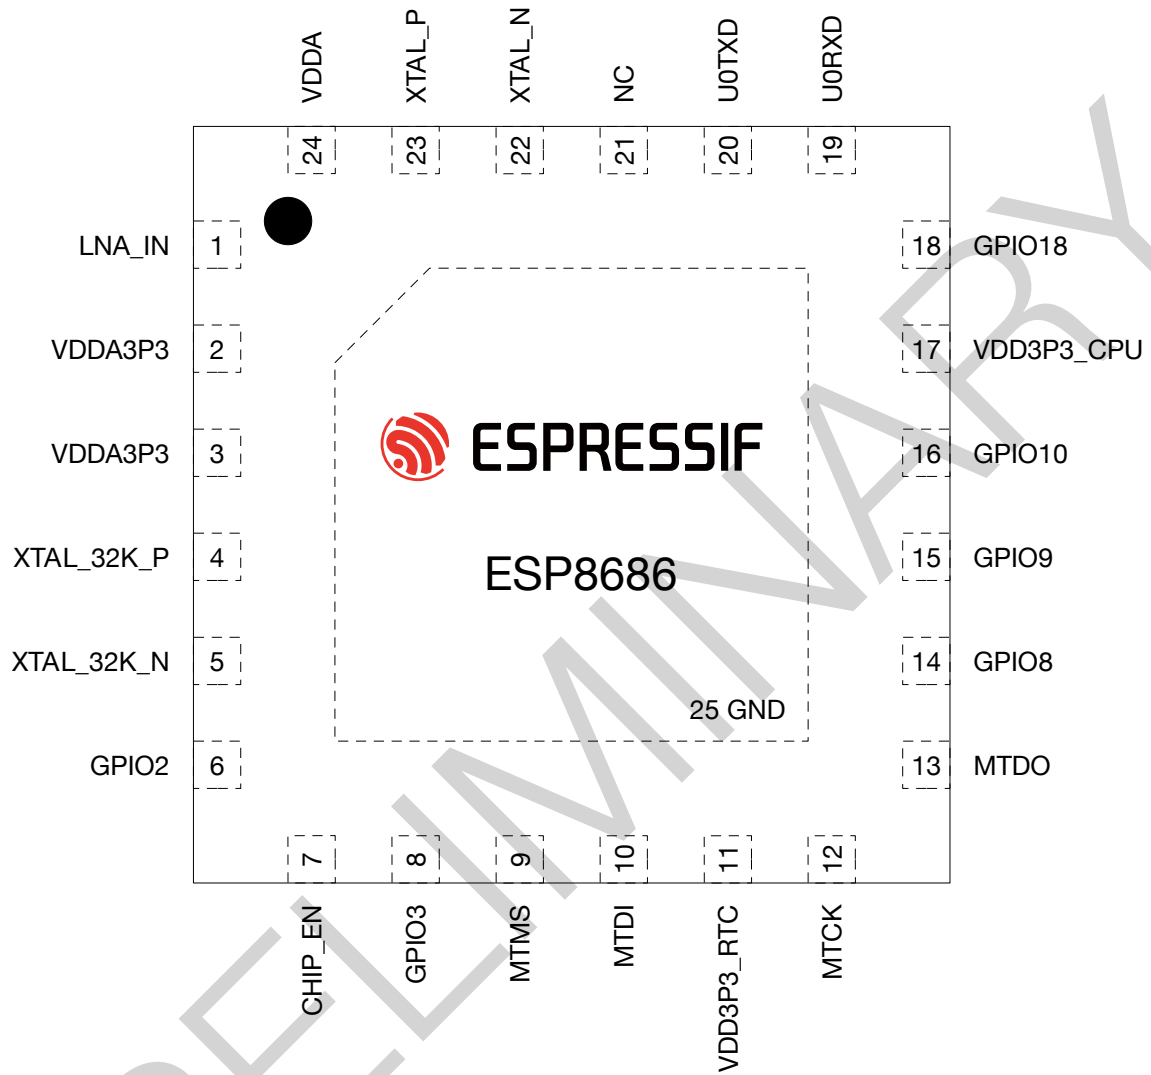 VDDA
XTAL_P
XTAL_N
NC
U0TXD
U0RXD
24
23
22
21
20
19
LNA_IN 1
18 GPIO18
VDDA3P3 2
17 VDD3P3_CPU
VDDA3P3 3
16 GPIO10
XTAL_32K_P 4
15 GPIO9
XTAL_32K_N 5
14 GPIO8
GPIO2 6
13 MTDO
ESPRESSIF
ESP8686
25 GND
7
8
9
10
11
12
CHIP_EN
GPIO3
MTMS
MTDI
VDD3P3_RTC
MTCK
RELIMINARY